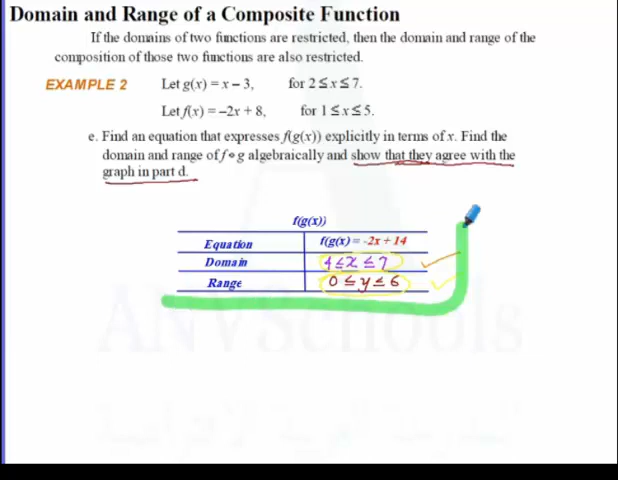 Domain and Range of a Composite Function
If the domains of two functions are restricted, then the domain and range of the
composition of those two functions are also restricted.
EXAMPLE 2 Let g(x) = x – 3, for 2 ≤ x ≤ 7.
Let f(x) = –2x + 8, for 1 ≤ x ≤ 5.
e. Find an equation that expresses f(g(x)) explicitly in terms of x. Find the
domain and range of f∘g algebraically and show that they agree with the
graph in part d.
f(g(x))
Equation f(g(x) = -2x + 14
Domain 4 ≤ x ≤ 7
Range 0 ≤ y ≤ 6
ANVSchools